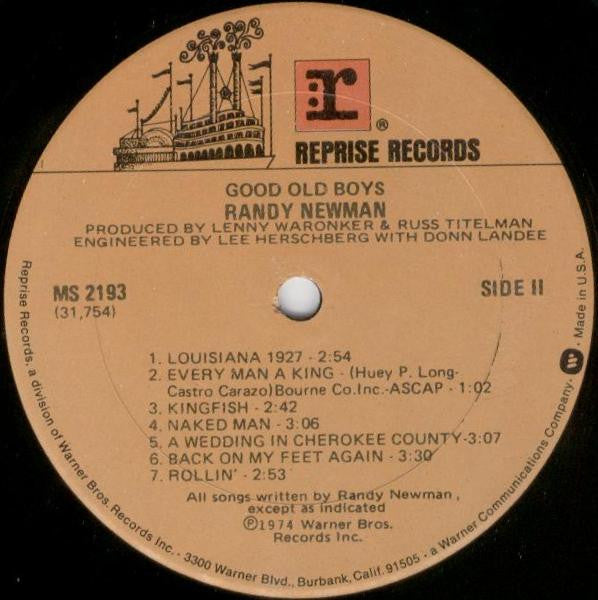 :r
®
REPRISE RECORDS
GOOD OLD BOYS
RANDY NEWMAN
PRODUCED BY LENNY WARONKER & RUSS TITELMAN
ENGINEERED BY LEE HERSCHBERG WITH DONN LANDEE
MS 2193
(31,754)
SIDE II
1. LOUISIANA 1927 - 2:54
2. EVERY MAN A KING - (Huey P. Long-
Castro Carazo)Bourne Co.Inc.-ASCAP - 1:02
3. KINGFISH - 2:42
4. NAKED MAN - 3:06
5. A WEDDING IN CHEROKEE COUNTY-3:07
6. BACK ON MY FEET AGAIN - 3:30
7. ROLLIN' - 2:53
All songs written by Randy Newman,
except as indicated
Ⓟ1974 Warner Bros.
Records Inc.
Reprise Records, a division of Warner Bros. Records Inc. · 3300 Warner Blvd., Burbank, Calif. 91505 · a Warner Communications Company · W · Made in U.S.A.